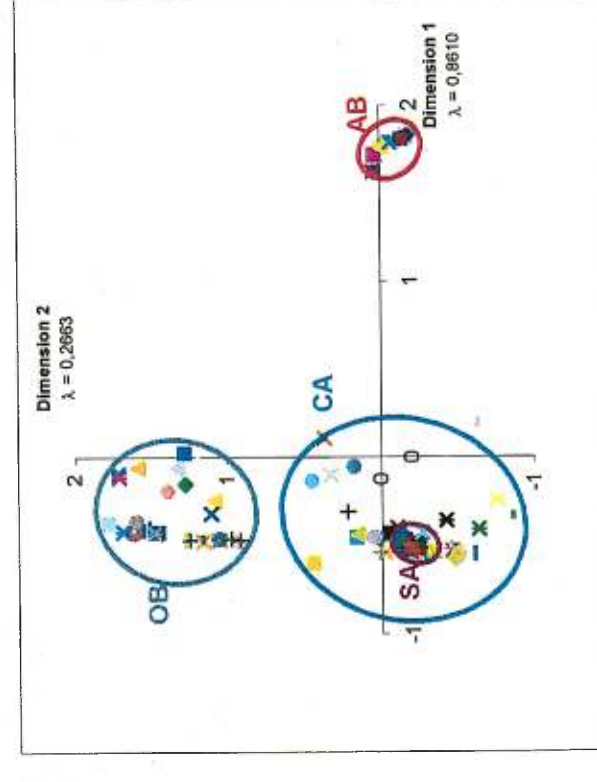 Dimension 2
λ = 0,2663
2
OB
1
CA
AB
-1
0
0
1
2
SA
Dimension 1
λ = 0,8610
-1